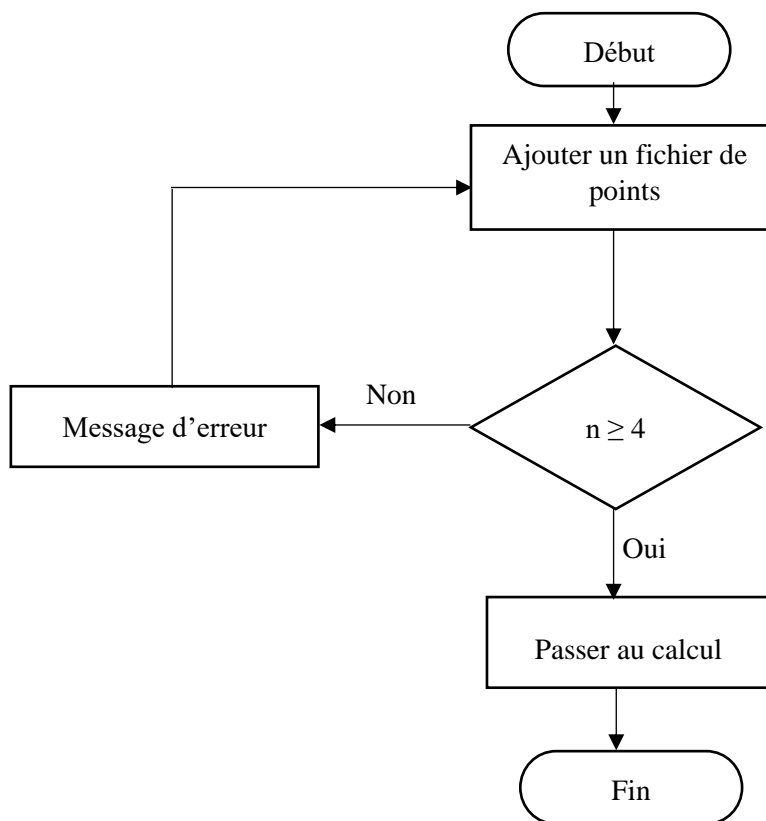 Début
Ajouter un fichier de
points
Non
Message d’erreur
n ≥ 4
Oui
Passer au calcul
Fin